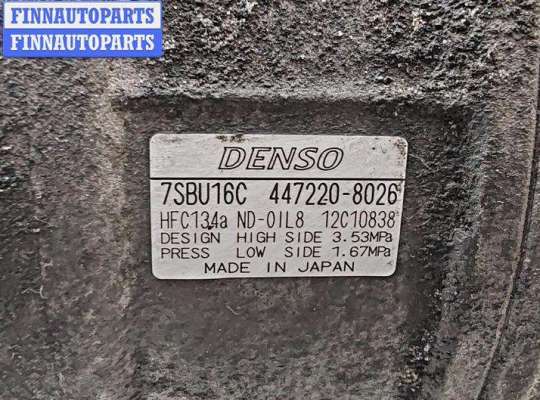 FINNAUTOPARTS
FINNAUTOPARTS
DENSO
7SBU16C 447220-8026
HFC134a ND-OIL8 12C10838
DESIGN HIGH SIDE 3.53MPa
PRESS LOW SIDE 1.67MPa
MADE IN JAPAN